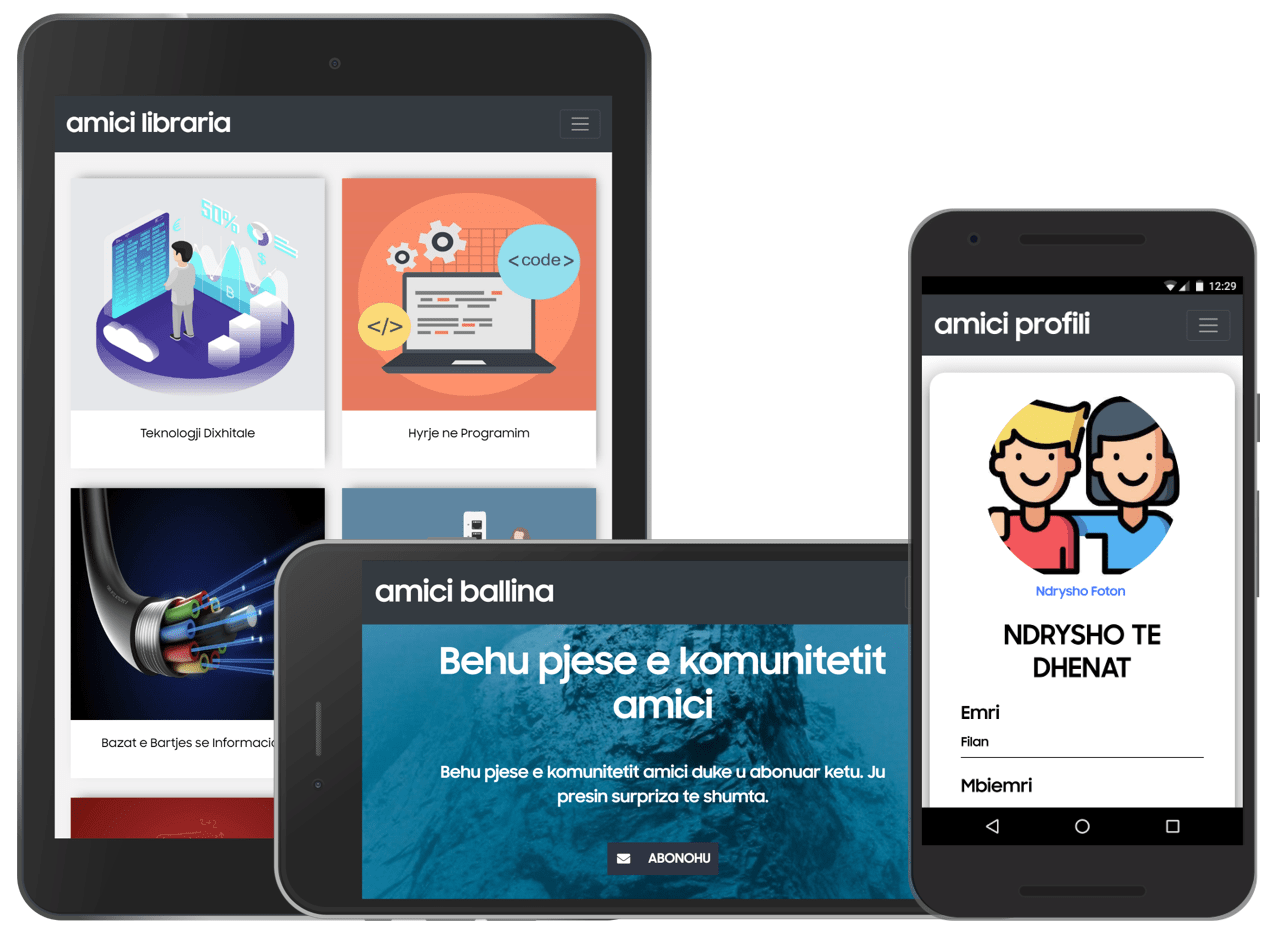 amici libraria
50%
€
$
B
<code>
</>
Teknologji Dixhitale
Hyrje ne Programim
Bazat e Bartjes se
amici ballina
Behu pjese e komunitetit
amici
Behu pjese e komunitetit amici duke u abonuar ketu. Ju
presin surpriza te shumta.
ABONOHU
12:29
amici profili
Ndrysho Foton
NDRYSHO TE
DHENAT
Emri
Filan
Mbiemri